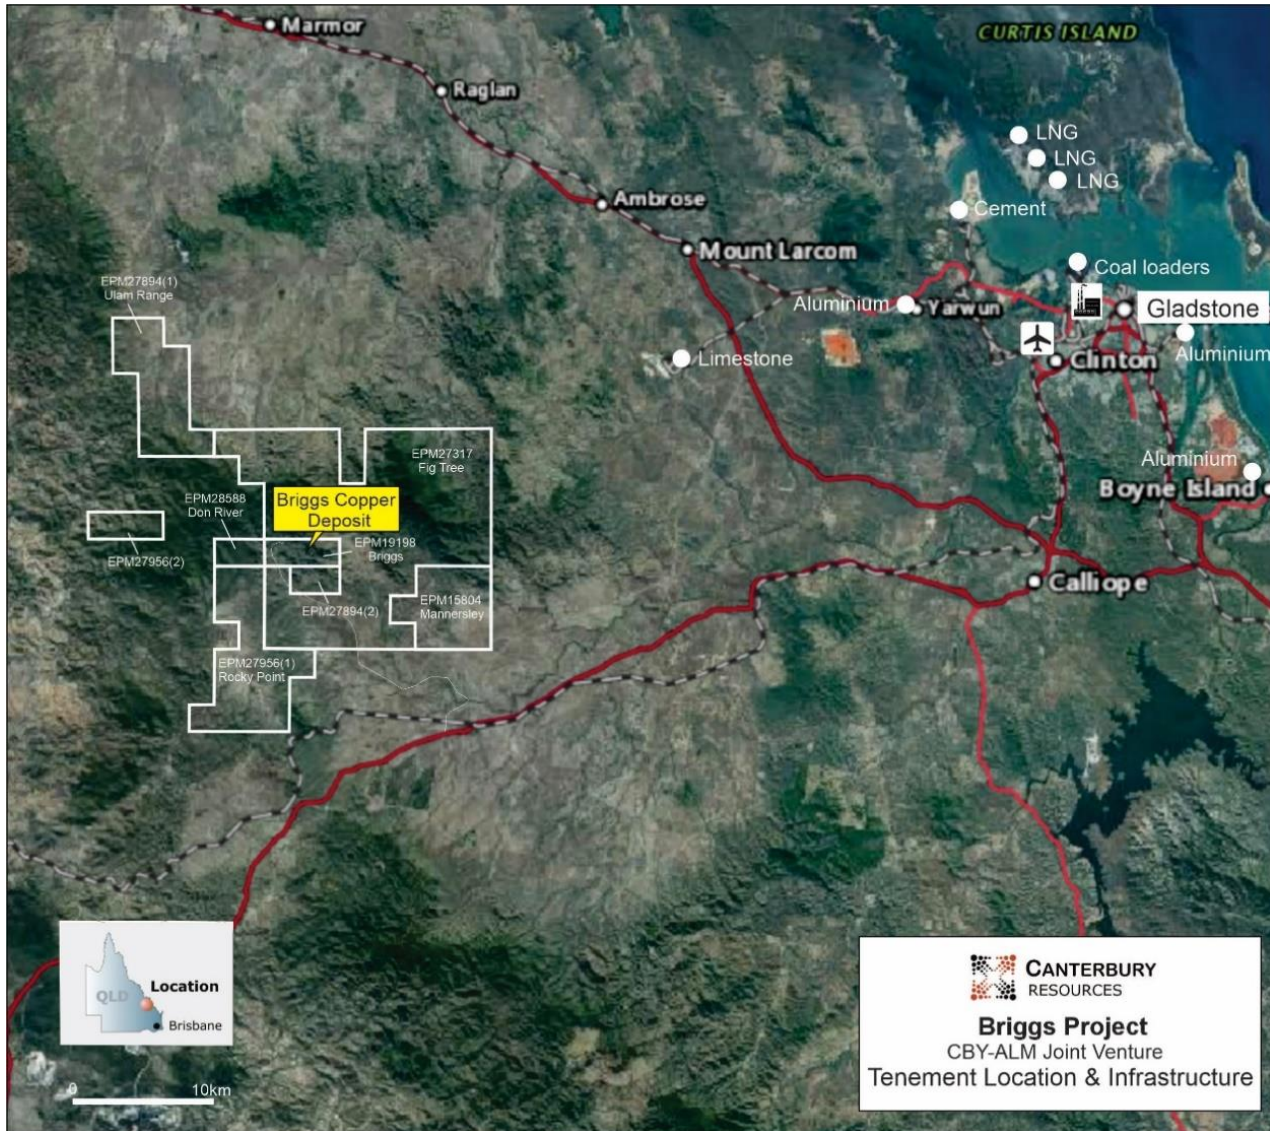 CURTIS ISLAND
Marmor
Raglan
LNG
LNG
LNG
Ambrose
Cement
Mount Larcom
Coal loaders
EPM27894(1)
Ulam Range
Aluminium
Yarwun
Gladstone
Limestone
Clinton
Aluminium
EPM27317
Fig Tree
Aluminium
Boyne Island
EPM28588
Don River
Briggs Copper
Deposit
EPM19198
Briggs
EPM27956(2)
Calliope
EPM27894(2)
EPM15804
Mannersley
EPM27956(1)
Rocky Point
QLD
Location
Brisbane
0 10km
CANTERBURY
RESOURCES
Briggs Project
CBY-ALM Joint Venture
Tenement Location & Infrastructure